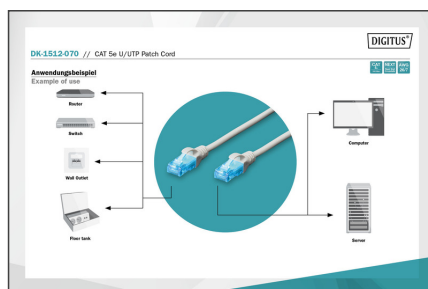 DIGITUS®
DK-1512-070 // CAT 5e U/UTP Patch Cord
Anwendungsbeispiel
Example of use
Router
Switch
Wall Outlet
Floor tank
Computer
Server